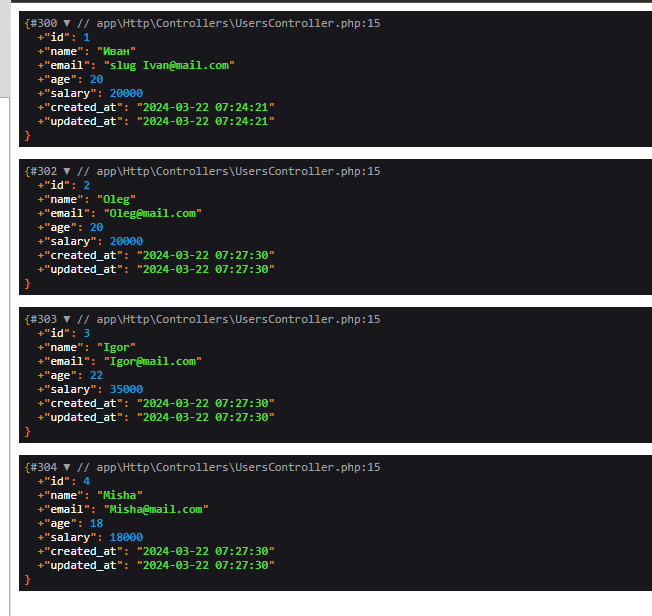 {#300 ▼ // app\Http\Controllers\UsersController.php:15
+"id": 1
+"name": "Иван"
+"email": "slug Ivan@mail.com"
+"age": 20
+"salary": 20000
+"created_at": "2024-03-22 07:24:21"
+"updated_at": "2024-03-22 07:24:21"
}
{#302 ▼ // app\Http\Controllers\UsersController.php:15
+"id": 2
+"name": "Oleg"
+"email": "Oleg@mail.com"
+"age": 20
+"salary": 20000
+"created_at": "2024-03-22 07:27:30"
+"updated_at": "2024-03-22 07:27:30"
}
{#303 ▼ // app\Http\Controllers\UsersController.php:15
+"id": 3
+"name": "Igor"
+"email": "Igor@mail.com"
+"age": 22
+"salary": 35000
+"created_at": "2024-03-22 07:27:30"
+"updated_at": "2024-03-22 07:27:30"
}
{#304 ▼ // app\Http\Controllers\UsersController.php:15
+"id": 4
+"name": "Misha"
+"email": "Misha@mail.com"
+"age": 18
+"salary": 18000
+"created_at": "2024-03-22 07:27:30"
+"updated_at": "2024-03-22 07:27:30"
}